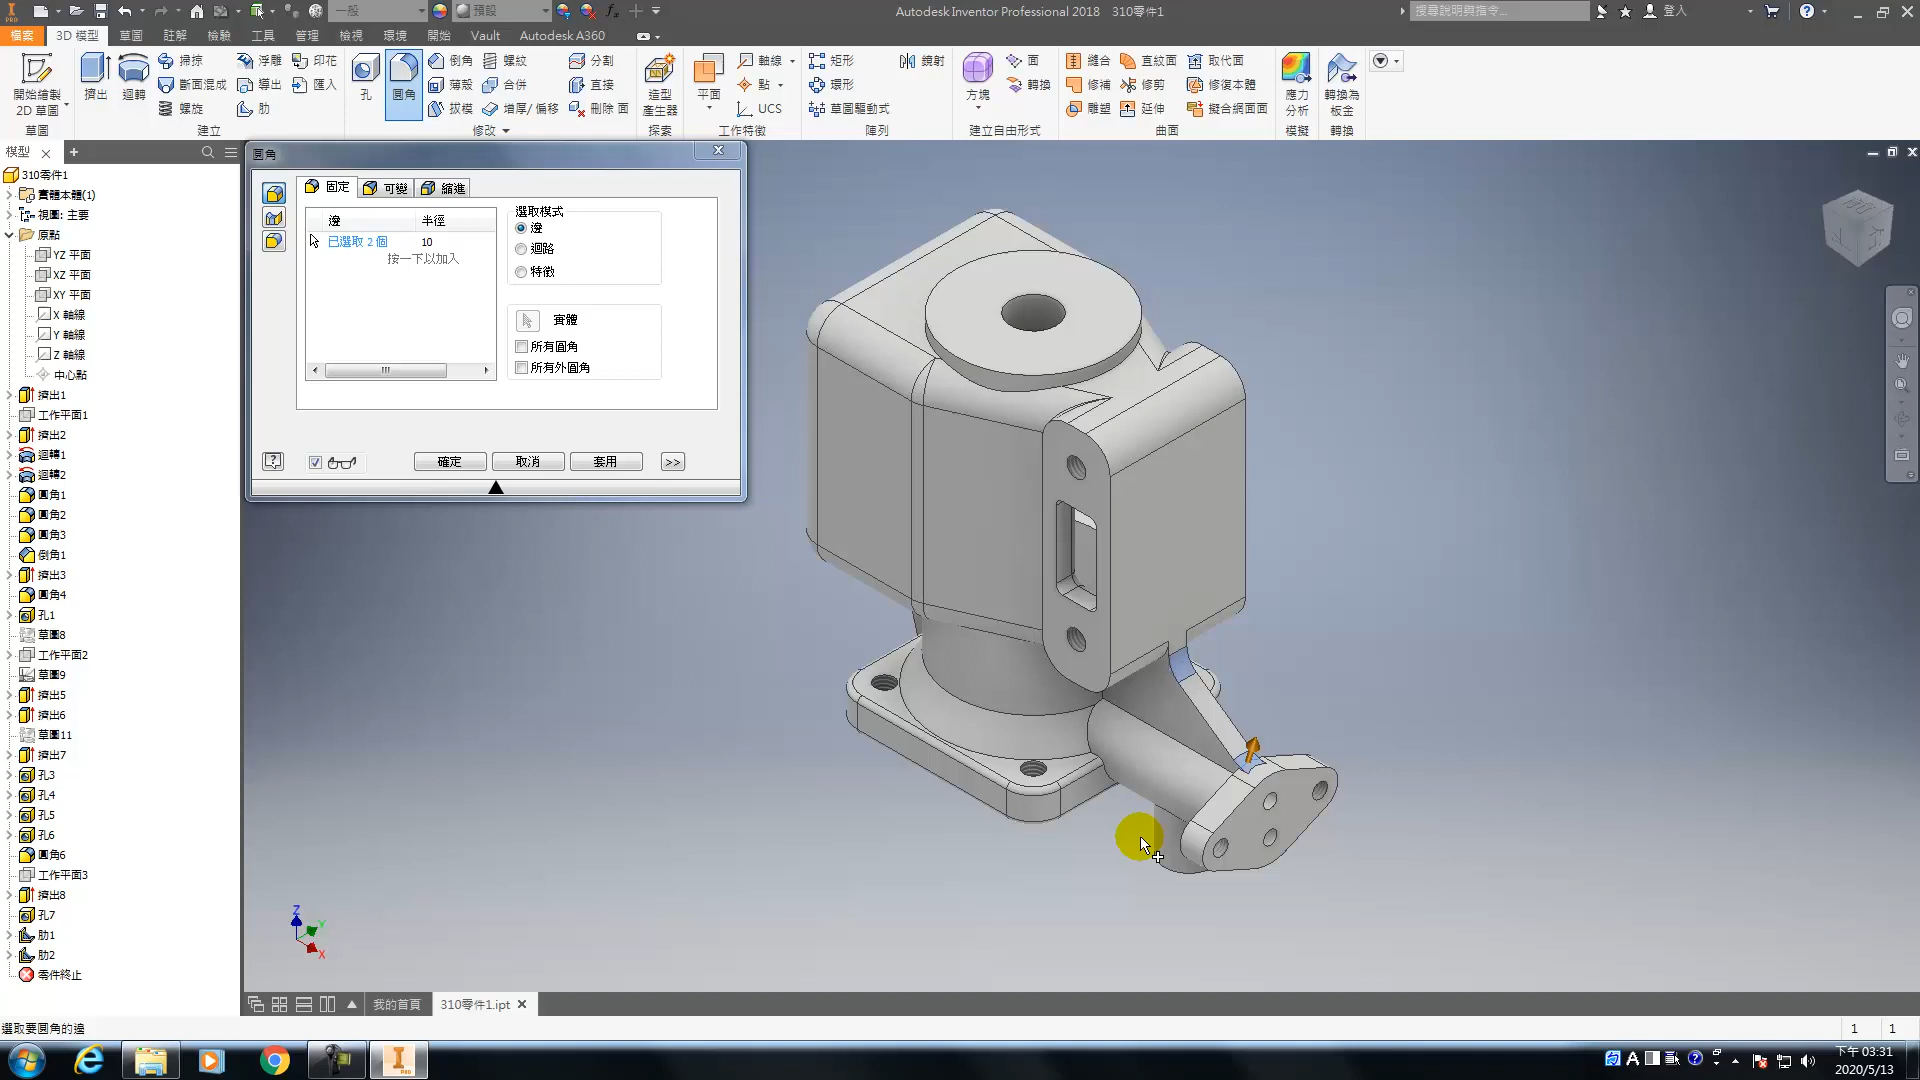 一般
預設
Autodesk Inventor Professional 2018 310零件1
搜尋說明與指令...
登入
檔案 3D 模型 草圖 註解 檢驗 工具 管理 檢視 環境 開始 Vault Autodesk A360
開始繪製
2D 草圖
擠出
迴轉
掃掠
斷面混成
螺旋
浮雕
導出
肋
印花
匯入
孔
圓角
倒角
薄殼
拔模
螺紋
合併
增厚/偏移
分割
直接
刪除 面
造型
產生器
平面
軸線
點
UCS
矩形
環形
草圖驅動式
鏡射
方塊
面
轉換
縫合
修補
雕塑
直紋面
修剪
延伸
取代面
修復本體
擬合網面面
應力
分析
轉換為
板金
草圖 建立 修改 探索 工作特徵 陣列 建立自由形式 曲面 模擬 轉換
模型
310零件1
實體本體(1)
視圖: 主要
原點
YZ 平面
XZ 平面
XY 平面
X 軸線
Y 軸線
Z 軸線
中心點
擠出1
工作平面1
擠出2
迴轉1
迴轉2
圓角1
圓角2
圓角3
倒角1
擠出3
圓角4
孔1
草圖8
工作平面2
草圖9
擠出5
擠出6
草圖11
擠出7
孔3
孔4
孔5
孔6
圓角6
工作平面3
擠出8
孔7
肋1
肋2
零件終止
圓角
固定 可變 縮進
邊 半徑
已選取 2 個 10
按一下以加入
選取模式
邊
迴路
特徵
實體
所有圓角
所有外圓角
確定 取消 套用 >>
Z
Y
X
我的首頁 310零件1.ipt
選取要圓角的邊
1 1
下午 03:31
2020/5/13